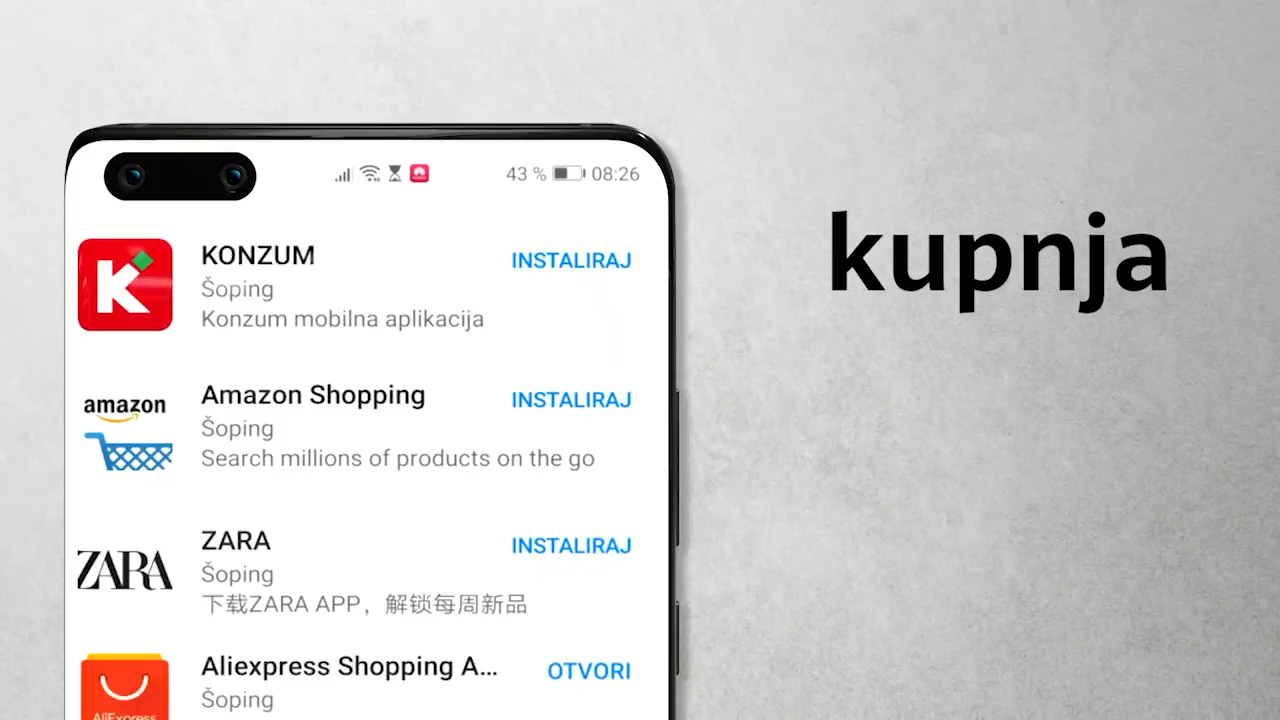 43 % 08:26
KONZUM
INSTALIRAJ
Šoping
Konzum mobilna aplikacija
amazon
Amazon Shopping
INSTALIRAJ
Šoping
Search millions of products on the go
ZARA
ZARA
INSTALIRAJ
Šoping
下载ZARA APP，解锁每周新品
AliExpress
Aliexpress Shopping A...
OTVORI
Šoping
kupnja